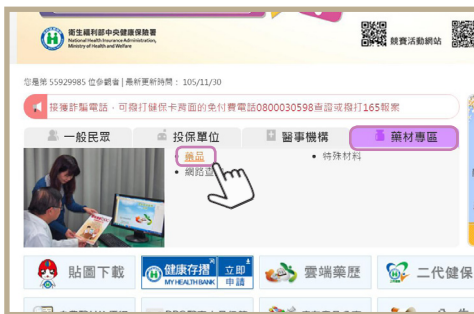 衛生福利部中央健康保險署
National Health Insurance Administration,
Ministry of Health and Welfare
競賽活動網站
您是第 55929985 位參觀者 | 最新更新時間： 105/11/30
接獲詐騙電話，可撥打健保卡背面的免付費電話0800030598查證或撥打165報案
一般民眾
投保單位
醫事機構
藥材專區
藥品
特殊材料
網路
貼圖下載
健康存摺
MY HEALTH BANK
立即
申請
雲端藥歷
二代健保